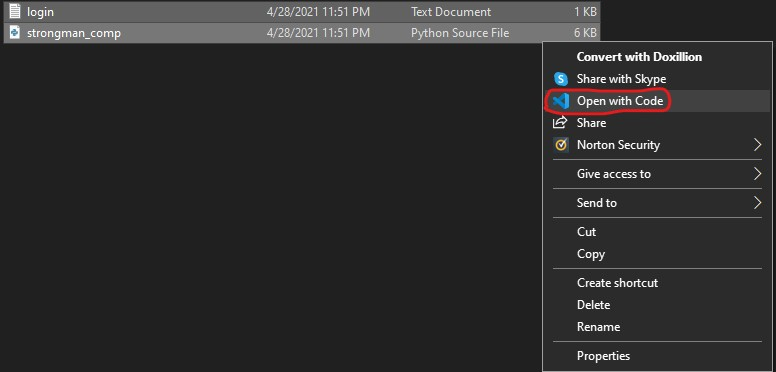 login 4/28/2021 11:51 PM Text Document 1 KB
strongman_comp 4/28/2021 11:51 PM Python Source File 6 KB
Convert with Doxillion
Share with Skype
Open with Code
Share
Norton Security
Give access to
Send to
Cut
Copy
Create shortcut
Delete
Rename
Properties